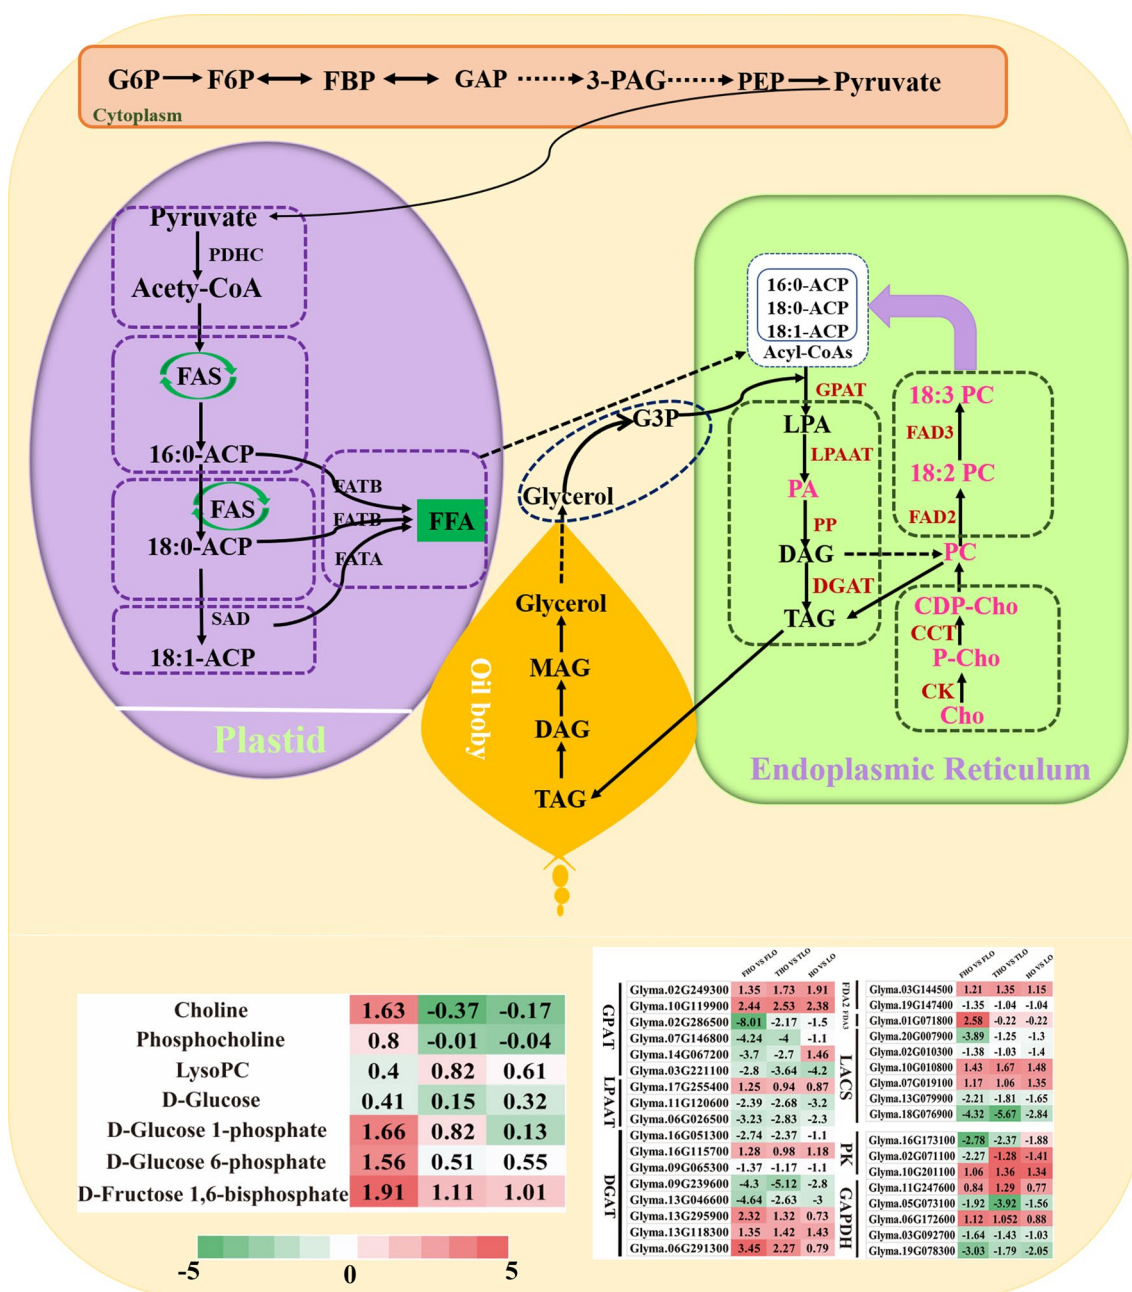 G6P F6P FBP GAP 3-PAG PEP Pyruvate
Cytoplasm
Pyruvate
PDHC
Acety-CoA
FAS
16:0-ACP
FAS
18:0-ACP
SAD
18:1-ACP
FATB
FATB
FATA
FFA
Plastid
G3P
Glycerol
Glycerol
MAG
DAG
TAG
Oil boby
16:0-ACP
18:0-ACP
18:1-ACP
Acyl-CoAs
GPAT
LPA
LPAAT
PA
PP
DAG
DGAT
TAG
18:3 PC
FAD3
18:2 PC
FAD2
PC
CDP-Cho
CCT
P-Cho
CK
Cho
Endoplasmic Reticulum
Choline 1.63 -0.37 -0.17
Phosphocholine 0.8 -0.01 -0.04
LysoPC 0.4 0.82 0.61
D-Glucose 0.41 0.15 0.32
D-Glucose 1-phosphate 1.66 0.82 0.13
D-Glucose 6-phosphate 1.56 0.51 0.55
D-Fructose 1,6-bisphosphate 1.91 1.11 1.01
-5 0 5
FHO VS FLO THO VS TLO HO VS LO
GPAT
Glyma.02G249300 1.35 1.73 1.91
Glyma.10G119900 2.44 2.53 2.38
Glyma.02G286500 -8.01 -2.17 -1.5
Glyma.07G146800 -4.24 -4 -1.1
Glyma.14G067200 -3.7 -2.7 1.46
Glyma.03G221100 -2.8 -3.64 -4.2
LPAAT
Glyma.17G255400 1.25 0.94 0.87
Glyma.11G120600 -2.39 -2.68 -3.2
Glyma.06G026500 -3.23 -2.83 -2.3
DGAT
Glyma.16G051300 -2.74 -2.37 -1.1
Glyma.16G115700 1.28 0.98 1.18
Glyma.09G065300 -1.37 -1.17 -1.1
Glyma.09G239600 -4.3 -5.12 -2.8
Glyma.13G046600 -4.64 -2.63 -3
Glyma.13G295900 2.32 1.32 0.73
Glyma.13G118300 1.35 1.42 1.43
Glyma.06G291300 3.45 2.27 0.79
FHO VS FLO THO VS TLO HO VS LO
FDA2
Glyma.03G144500 1.21 1.35 1.15
Glyma.19G147400 -1.35 -1.04 -1.04
FDA3
Glyma.01G071800 2.58 -0.22 -0.22
LACS
Glyma.20G007900 -3.89 -1.25 -1.3
Glyma.02G010300 -1.38 -1.03 -1.4
Glyma.10G010800 1.43 1.67 1.48
Glyma.07G019100 1.17 1.06 1.35
Glyma.13G079900 -2.21 -1.81 -1.65
Glyma.18G076900 -4.32 -5.67 -2.84
PK
Glyma.16G173100 -2.78 -2.37 -1.88
Glyma.02G071100 -2.27 -1.28 -1.41
Glyma.10G201100 1.06 1.36 1.34
GAPDH
Glyma.11G247600 0.84 1.29 0.77
Glyma.05G073100 -1.92 -3.92 -1.56
Glyma.06G172600 1.12 1.052 0.88
Glyma.03G092700 -1.64 -1.43 -1.03
Glyma.19G078300 -3.03 -1.79 -2.05